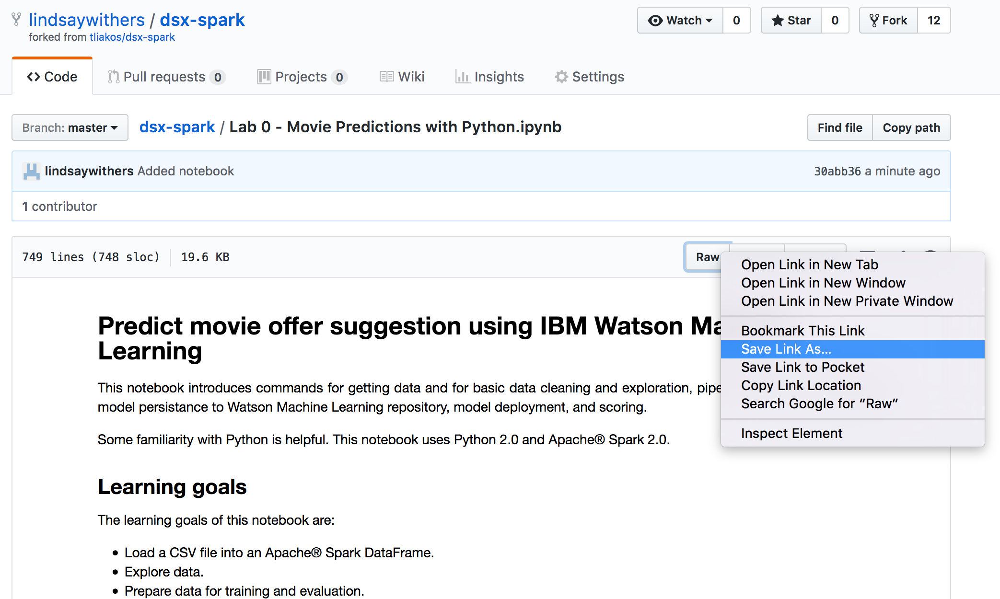 lindsaywithers / dsx-spark
forked from tliakos/dsx-spark
Watch 0 Star 0 Fork 12
Code Pull requests 0 Projects 0 Wiki Insights Settings
Branch: master dsx-spark / Lab 0 - Movie Predictions with Python.ipynb Find file Copy path
lindsaywithers Added notebook 30abb36 a minute ago
1 contributor
749 lines (748 sloc) 19.6 KB Raw
Open Link in New Tab
Open Link in New Window
Open Link in New Private Window
Bookmark This Link
Save Link As...
Save Link to Pocket
Copy Link Location
Search Google for “Raw”
Inspect Element
Predict movie offer suggestion using IBM Watson Ma
Learning
This notebook introduces commands for getting data and for basic data cleaning and exploration, pipe
model persistance to Watson Machine Learning repository, model deployment, and scoring.
Some familiarity with Python is helpful. This notebook uses Python 2.0 and Apache® Spark 2.0.
Learning goals
The learning goals of this notebook are:
• Load a CSV file into an Apache® Spark DataFrame.
• Explore data.
• Prepare data for training and evaluation.